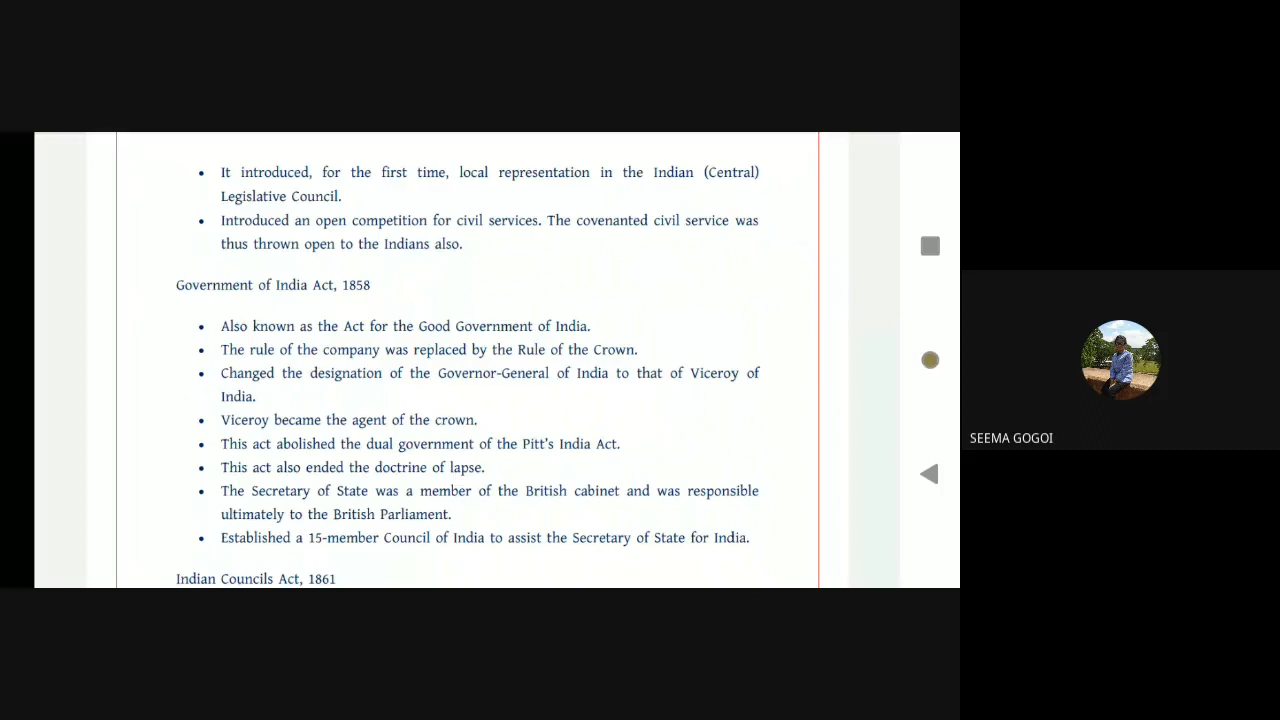 It introduced, for the first time, local representation in the Indian (Central)
Legislative Council.
Introduced an open competition for civil services. The covenanted civil service was
thus thrown open to the Indians also.
Government of India Act, 1858
Also known as the Act for the Good Government of India.
The rule of the company was replaced by the Rule of the Crown.
Changed the designation of the Governor-General of India to that of Viceroy of
India.
Viceroy became the agent of the crown.
This act abolished the dual government of the Pitt's India Act.
This act also ended the doctrine of lapse.
The Secretary of State was a member of the British cabinet and was responsible
ultimately to the British Parliament.
Established a 15-member Council of India to assist the Secretary of State for India.
Indian Councils Act, 1861
SEEMA GOGOI